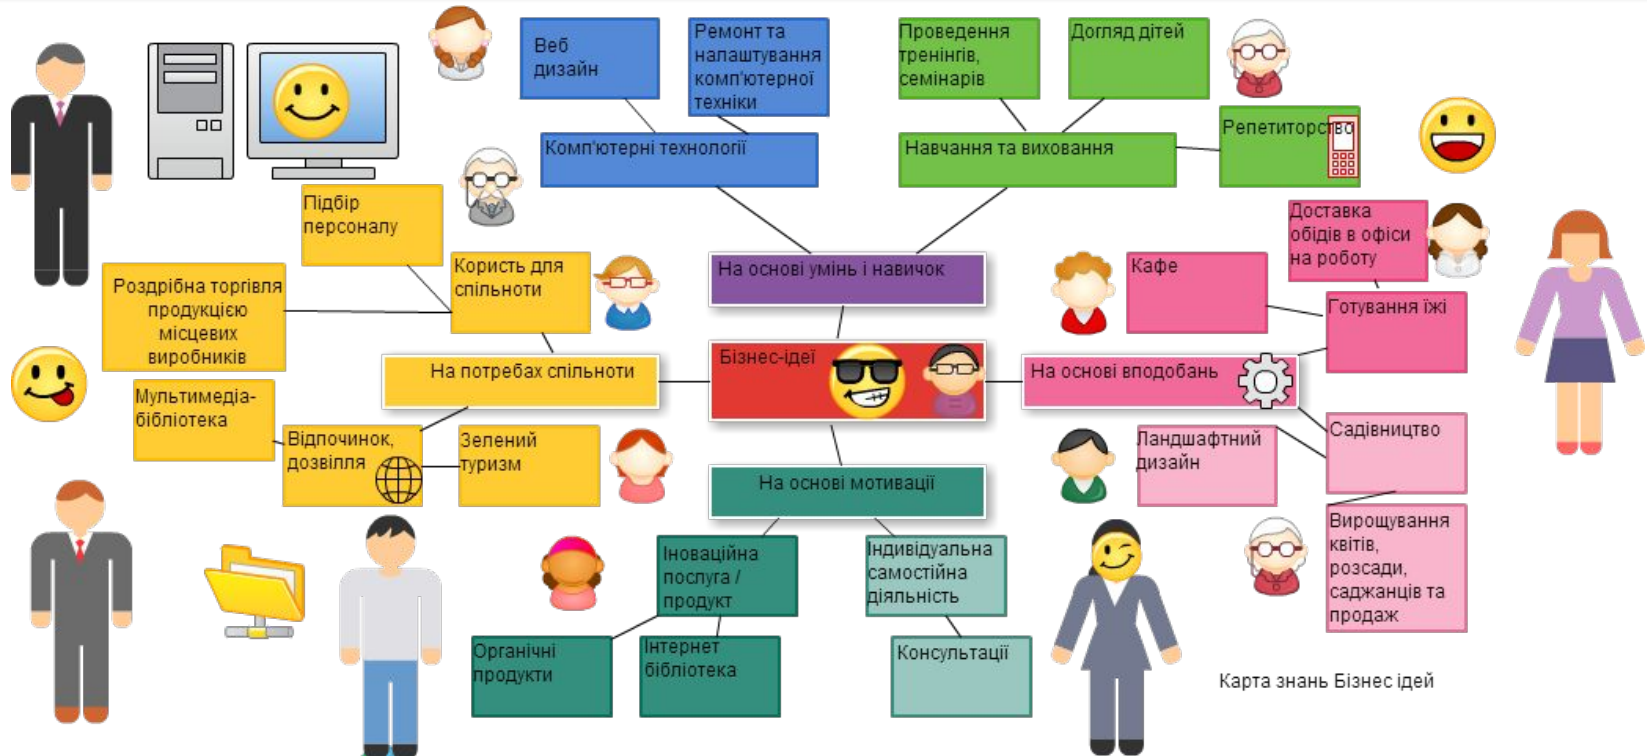 Веб
дизайн
Ремонт та
налаштування
комп'ютерної
техніки
Комп'ютерні технології
Проведення
тренінгів,
семінарів
Догляд дітей
Навчання та виховання
Репетиторство
Підбір
персоналу
Користь для
спільноти
Роздрібна торгівля
продукцією
місцевих
виробників
На основі умінь і навичок
Кафе
Доставка
обідів в офіси
на роботу
Готування їжі
На потребах спільноти
Бізнес-ідеї
На основі вподобань
Мультимедіа-
бібліотека
Відпочинок,
дозвілля
Зелений
туризм
Ландшафтний
дизайн
Садівництво
На основі мотивації
Вирощування
квітів,
розсади,
саджанців та
продаж
Іноваційна
послуга /
продукт
Індивідуальна
самостійна
діяльність
Органічні
продукти
Інтернет
бібліотека
Консультації
Карта знань Бізнес ідей